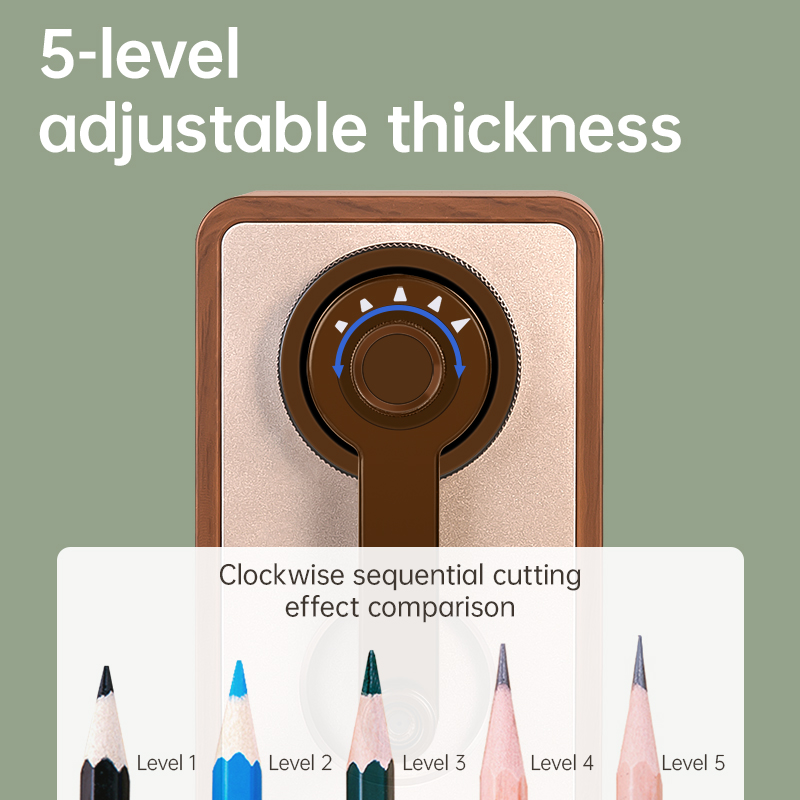 5-level
adjustable thickness
Clockwise sequential cutting
effect comparison
Level 1 Level 2 Level 3 Level 4 Level 5